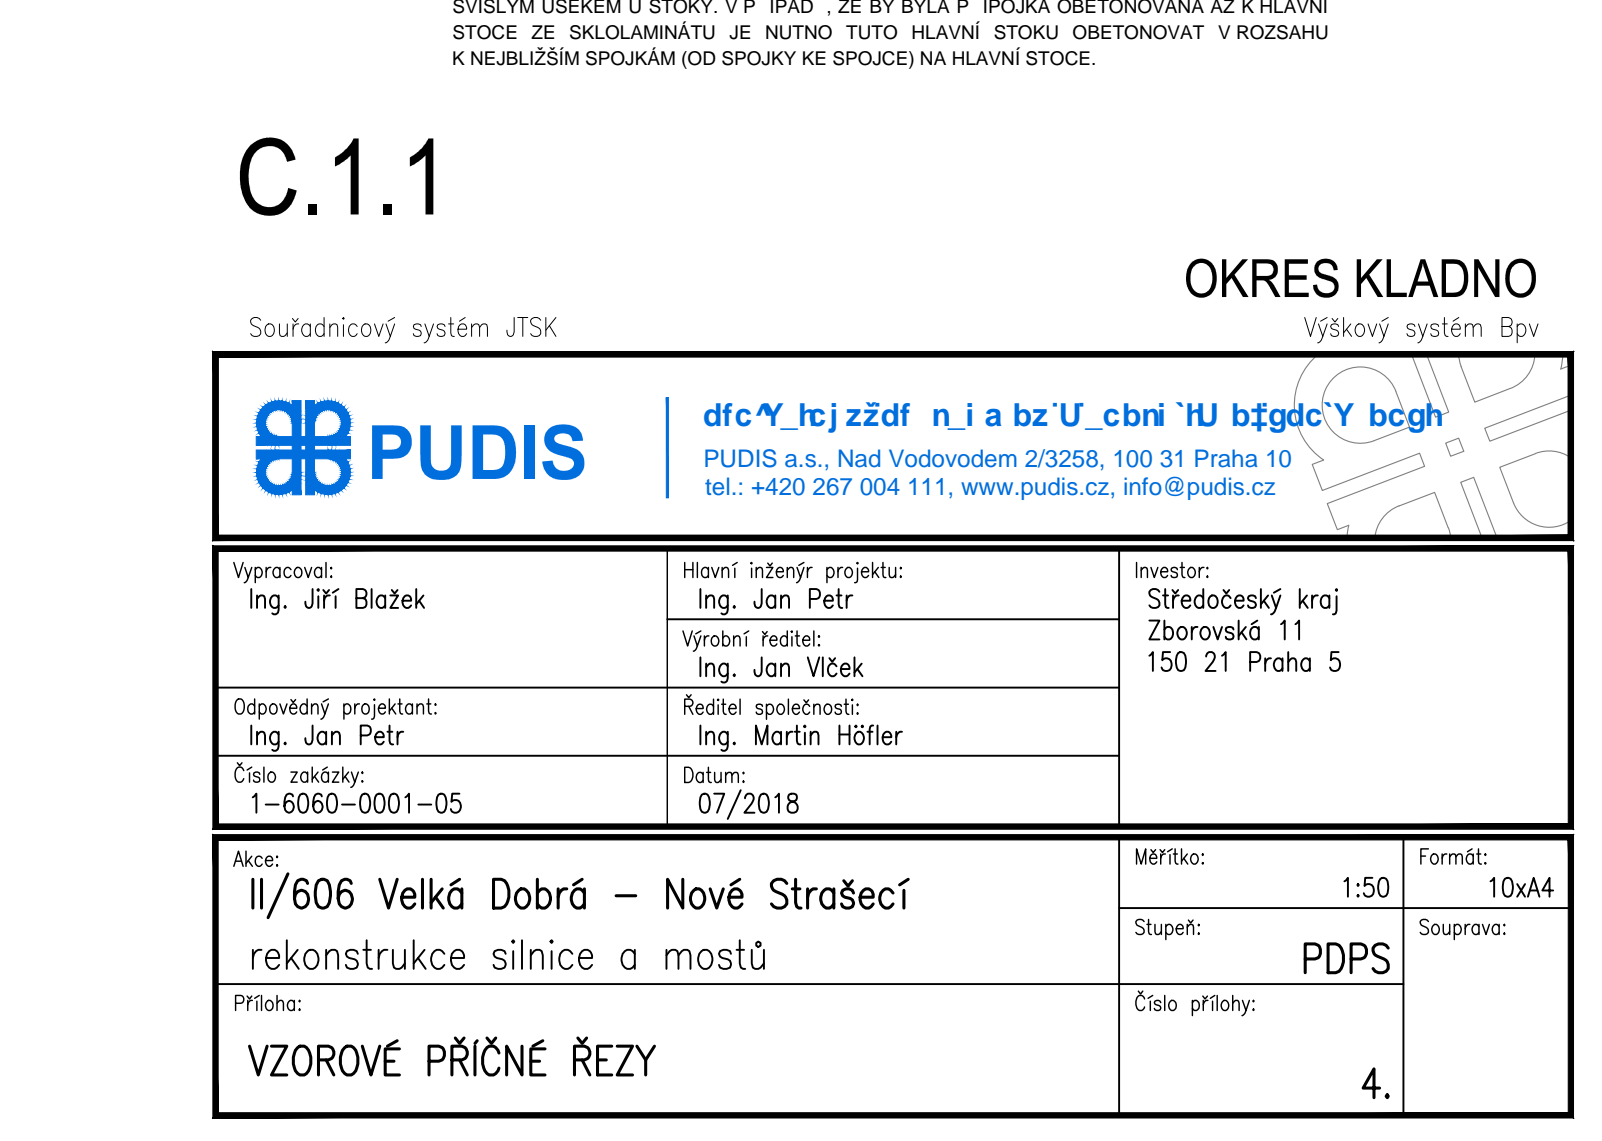 SVISLÝM ÚSEKEM U STOKY. V P IPAD , ŽE BY BYLA P ÍPOJKA OBETONOVÁNA AŽ K HLAVNÍ
STOCE ZE SKLOLAMINÁTU JE NUTNO TUTO HLAVNÍ STOKU OBETONOVAT V ROZSAHU
K NEJBLIŽŠÍM SPOJKÁM (OD SPOJKY KE SPOJCE) NA HLAVNÍ STOCE.
C.1.1
OKRES KLADNO
Souřadnicový systém JTSK
Výškový systém Bpv
PUDIS
PUDIS a.s., Nad Vodovodem 2/3258, 100 31 Praha 10
tel.: +420 267 004 111, www.pudis.cz, info@pudis.cz
Vypracoval:
Ing. Jiří Blažek
Hlavní inženýr projektu:
Ing. Jan Petr
Výrobní ředitel:
Ing. Jan Vlček
Investor:
Středočeský kraj
Zborovská 11
150 21 Praha 5
Odpovědný projektant:
Ing. Jan Petr
Ředitel společnosti:
Ing. Martin Höfler
Číslo zakázky:
1-6060-0001-05
Datum:
07/2018
Akce:
II/606 Velká Dobrá – Nové Strašecí
rekonstrukce silnice a mostů
Měřítko:
1:50
Formát:
10xA4
Stupeň:
PDPS
Souprava:
Příloha:
VZOROVÉ PŘÍČNÉ ŘEZY
Číslo přílohy:
4.